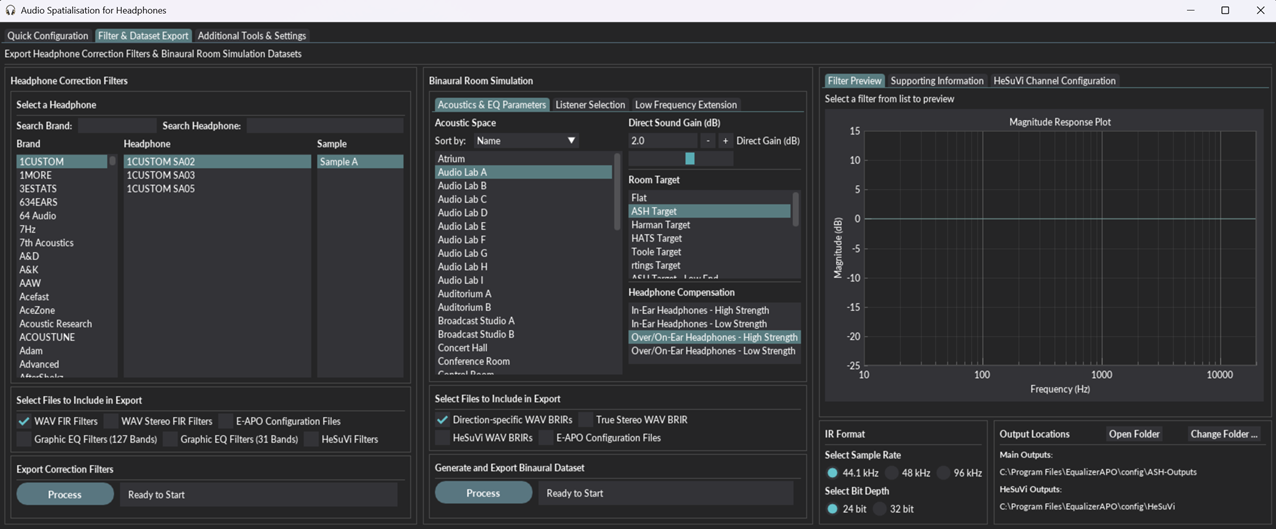 Audio Spatialisation for Headphones
Quick Configuration Filter & Dataset Export Additional Tools & Settings
Export Headphone Correction Filters & Binaural Room Simulation Datasets
Headphone Correction Filters
Select a Headphone
Search Brand: Search Headphone:
Brand Headphone Sample
1CUSTOM 1CUSTOM SA02 Sample A
1MORE 1CUSTOM SA03
3ESTATS 1CUSTOM SA05
634EARS
64 Audio
7Hz
7th Acoustics
A&D
A&K
AAW
Acefast
AceZone
Acoustic Research
ACOUSTUNE
Adam
Advanced
AfterShokz
Select Files to Include in Export
WAV FIR Filters WAV Stereo FIR Filters E-APO Configuration Files
Graphic EQ Filters (127 Bands) Graphic EQ Filters (31 Bands) HeSuVi Filters
Export Correction Filters
Process Ready to Start
Binaural Room Simulation
Acoustics & EQ Parameters Listener Selection Low Frequency Extension
Acoustic Space
Sort by: Name
Atrium
Audio Lab A
Audio Lab B
Audio Lab C
Audio Lab D
Audio Lab E
Audio Lab F
Audio Lab G
Audio Lab H
Audio Lab I
Auditorium A
Auditorium B
Broadcast Studio A
Broadcast Studio B
Concert Hall
Conference Room
Control Room
Direct Sound Gain (dB)
2.0 - + Direct Gain (dB)
Room Target
Flat
ASH Target
Harman Target
HATS Target
Toole Target
rtings Target
ASH Target - Low End
Headphone Compensation
In-Ear Headphones - High Strength
In-Ear Headphones - Low Strength
Over/On-Ear Headphones - High Strength
Over/On-Ear Headphones - Low Strength
Select Files to Include in Export
Direction-specific WAV BRIRs True Stereo WAV BRIR
HeSuVi WAV BRIRs E-APO Configuration Files
Generate and Export Binaural Dataset
Process Ready to Start
Filter Preview Supporting Information HeSuVi Channel Configuration
Select a filter from list to preview
Magnitude Response Plot
Magnitude (dB)
15
10
5
0
-5
-10
-15
-20
-25
10 100 1000 10000
Frequency (Hz)
IR Format
Select Sample Rate
44.1 kHz 48 kHz 96 kHz
Select Bit Depth
24 bit 32 bit
Output Locations Open Folder Change Folder ...
Main Outputs:
C:\Program Files\EqualizerAPO\config\ASH-Outputs
HeSuVi Outputs:
C:\Program Files\EqualizerAPO\config\HeSuVi